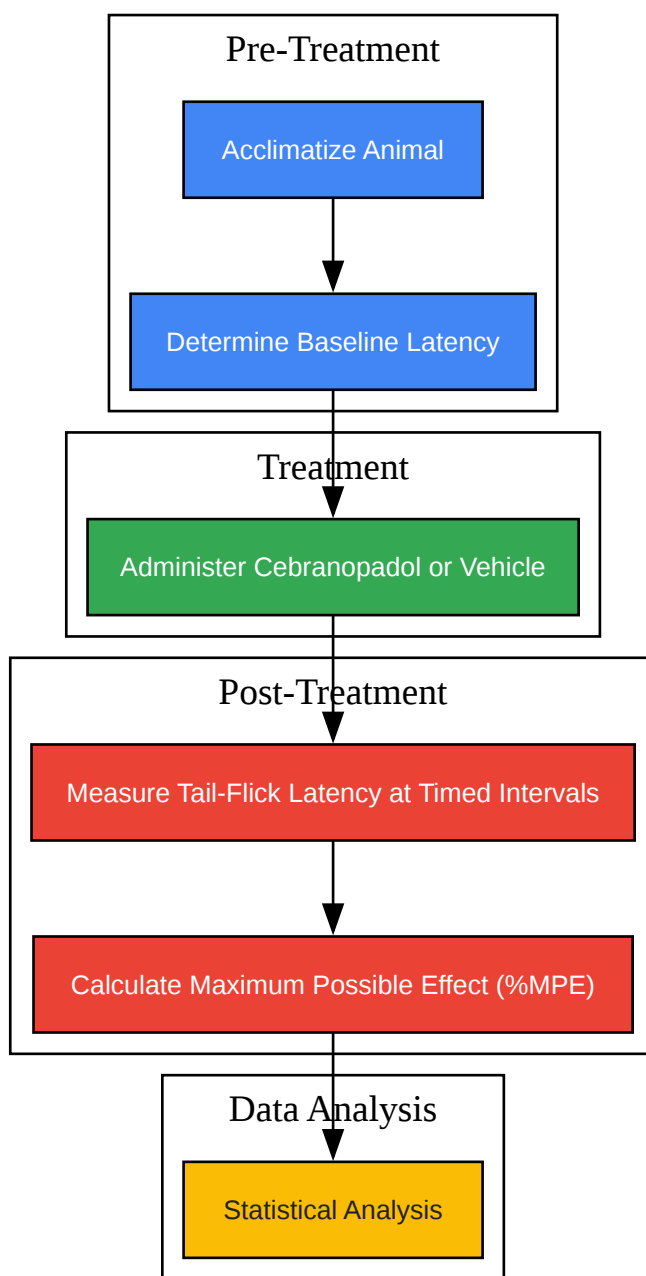 Pre-Treatment
Acclimatize Animal
Determine Baseline Latency
Treatment
Administer Cebranopadol or Vehicle
Post-Treatment
Measure Tail-Flick Latency at Timed Intervals
Calculate Maximum Possible Effect (%MPE)
Data Analysis
Statistical Analysis